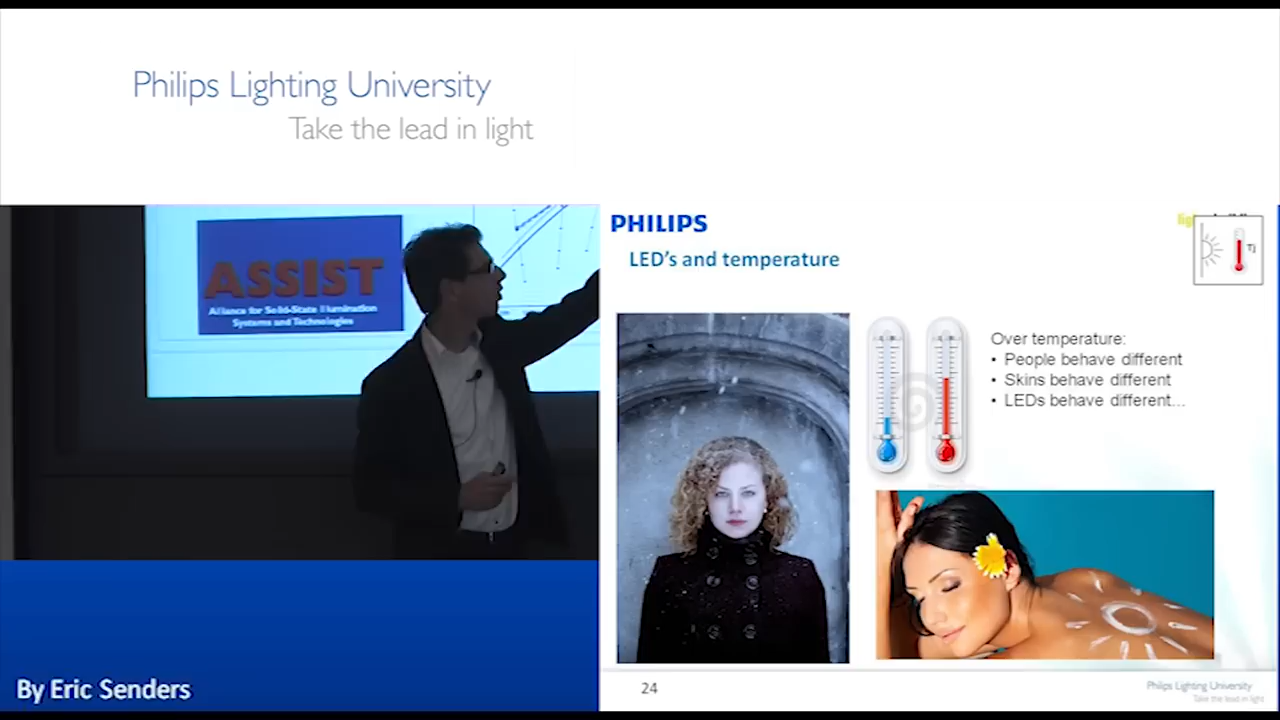 Philips Lighting University
Take the lead in light
ASSIST
Alliance for Solid-State Illumination
Systems and Technologies
By Eric Senders
PHILIPS
LED's and temperature
Tj
Over temperature:
• People behave different
• Skins behave different
• LEDs behave different...
24
Philips Lighting University
Take the lead in light